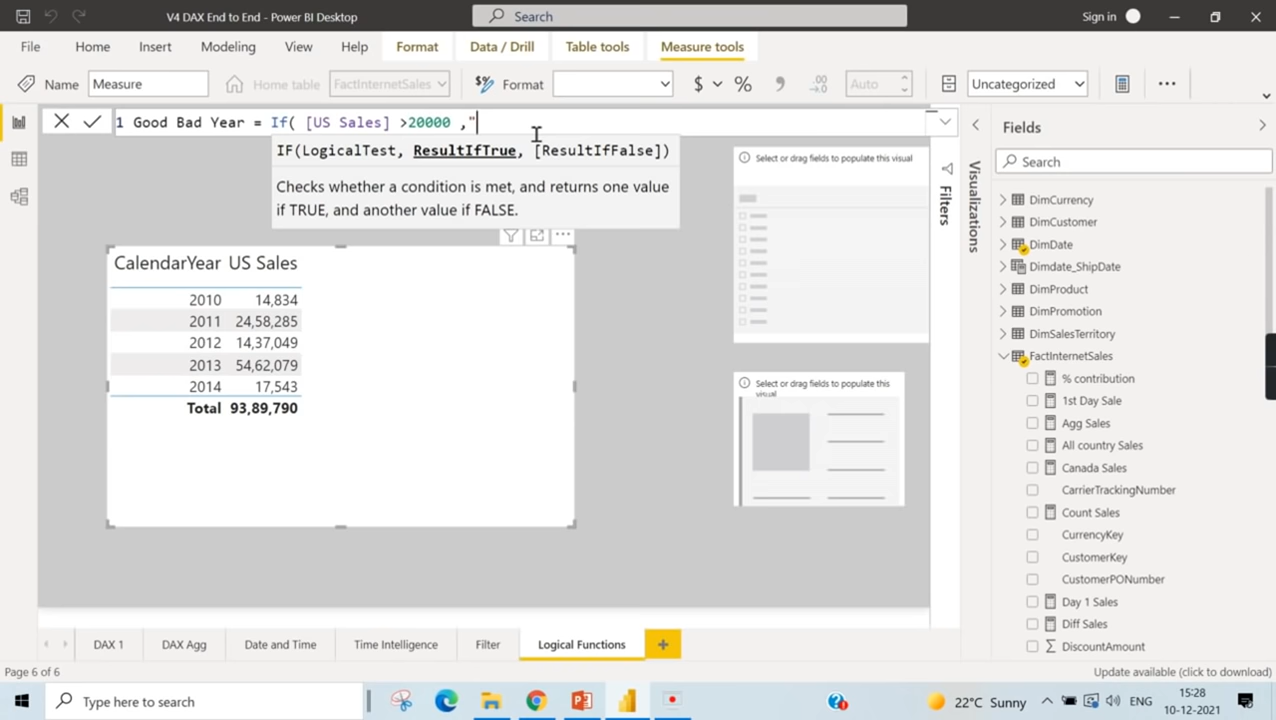 V4 DAX End to End - Power BI Desktop
Search
Sign in
File Home Insert Modeling View Help Format Data / Drill Table tools Measure tools
Name Measure Home table FactInternetSales Format $ % , .00 Auto Uncategorized
1 Good Bad Year = If( [US Sales] >20000 ,"
IF(LogicalTest, ResultIfTrue, [ResultIfFalse])
Checks whether a condition is met, and returns one value
if TRUE, and another value if FALSE.
CalendarYear US Sales
2010 14,834
2011 24,58,285
2012 14,37,049
2013 54,62,079
2014 17,543
Total 93,89,790
Select or drag fields to populate this visual
Select or drag fields to populate this
visual
Filters
Visualizations
Fields
Search
DimCurrency
DimCustomer
DimDate
Dimdate_ShipDate
DimProduct
DimPromotion
DimSalesTerritory
FactInternetSales
% contribution
1st Day Sale
Agg Sales
All country Sales
Canada Sales
CarrierTrackingNumber
Count Sales
CurrencyKey
CustomerKey
CustomerPONumber
Day 1 Sales
Diff Sales
DiscountAmount
DAX 1 DAX Agg Date and Time Time Intelligence Filter Logical Functions
Page 6 of 6
Update available (click to download)
Type here to search
22°C Sunny
ENG
15:28
10-12-2021